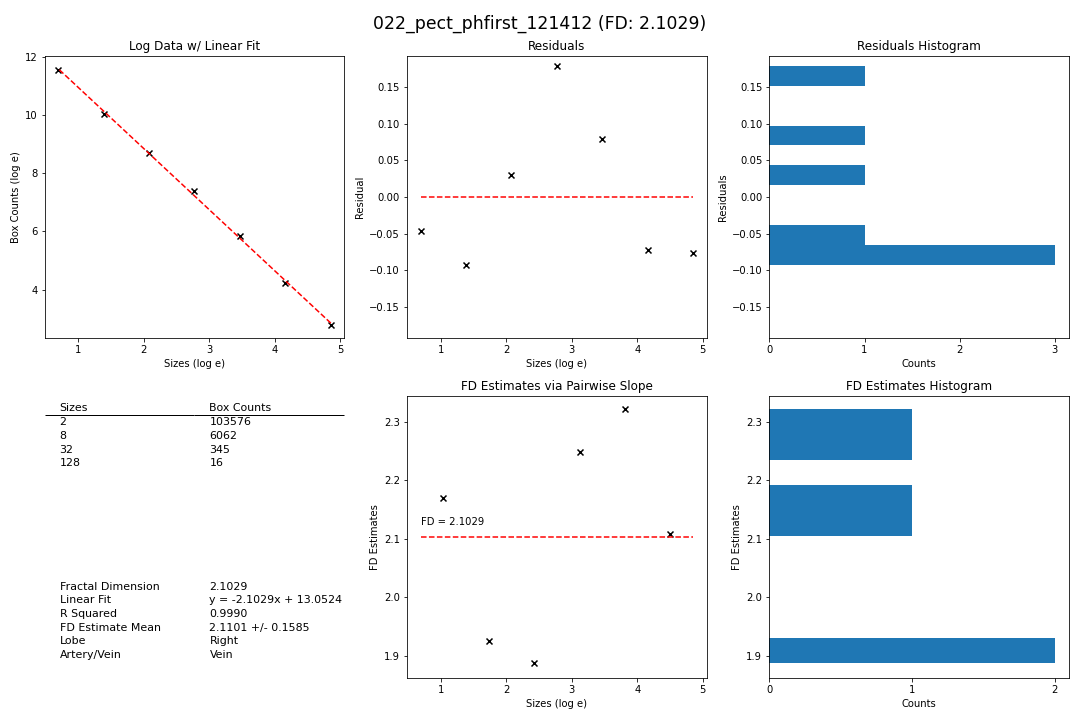 022_pect_phfirst_121412 (FD: 2.1029)
Log Data w/ Linear Fit
Box Counts (log e)
12
10
8
6
4
1 2 3 4 5
Sizes (log e)
Residuals
Residual
0.15
0.10
0.05
0.00
−0.05
−0.10
−0.15
1 2 3 4 5
Sizes (log e)
Residuals Histogram
Residuals
0.15
0.10
0.05
0.00
−0.05
−0.10
−0.15
0 1 2 3
Counts
Sizes Box Counts
2 103576
8 6062
32 345
128 16
Fractal Dimension 2.1029
Linear Fit y = -2.1029x + 13.0524
R Squared 0.9990
FD Estimate Mean 2.1101 +/- 0.1585
Lobe Right
Artery/Vein Vein
FD Estimates via Pairwise Slope
FD Estimates
2.3
2.2
2.1
2.0
1.9
FD = 2.1029
1 2 3 4 5
Sizes (log e)
FD Estimates Histogram
FD Estimates
2.3
2.2
2.1
2.0
1.9
0 1 2
Counts